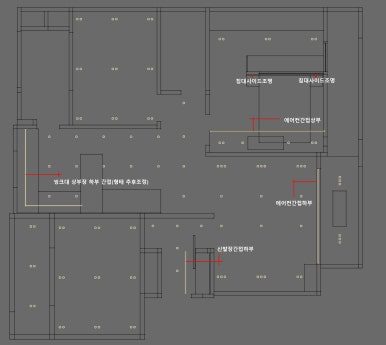 침대사이드조명
침대사이드조명
에어컨간접상부
씽크대 상부장 하부 간접(형태 추후조정)
에어컨간접하부
신발장간접하부